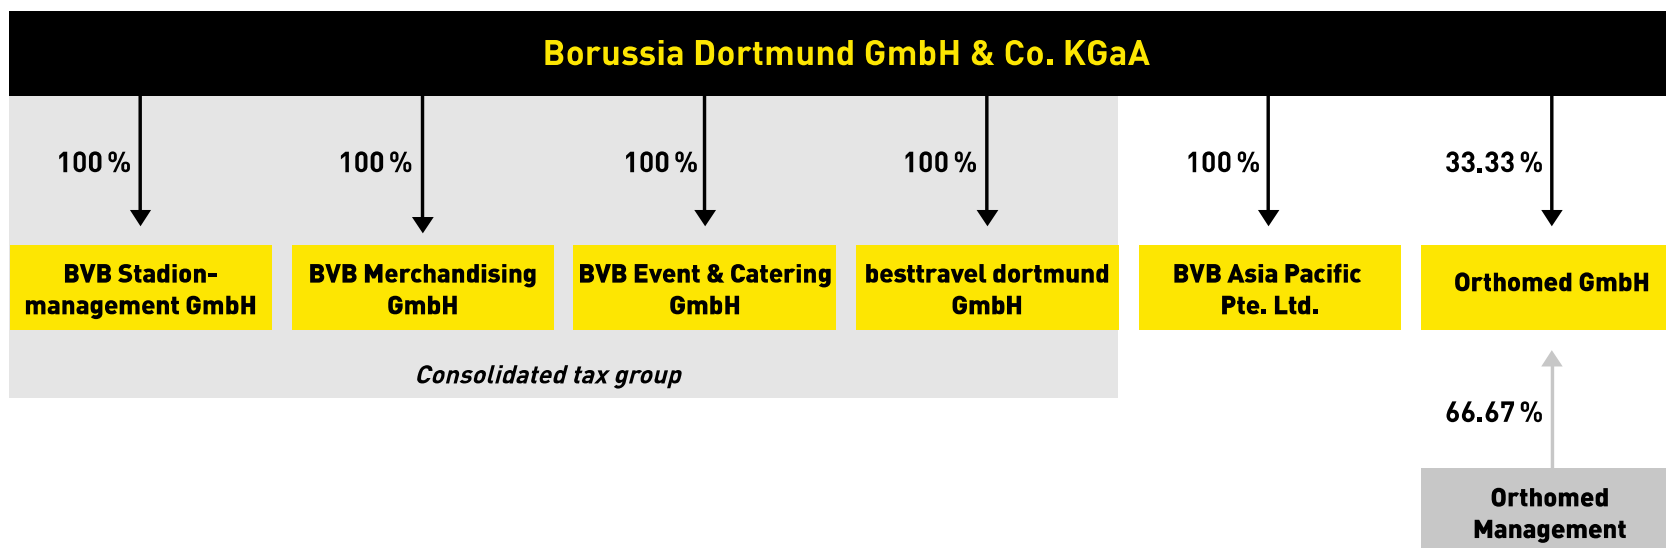 Borussia Dortmund GmbH & Co. KGaA
100 %
100 %
100 %
100 %
100 %
33.33 %
BVB Stadion-
management GmbH
BVB Merchandising
GmbH
BVB Event & Catering
GmbH
besttravel dortmund
GmbH
BVB Asia Pacific
Pte. Ltd.
Orthomed GmbH
Consolidated tax group
66.67 %
Orthomed
Management